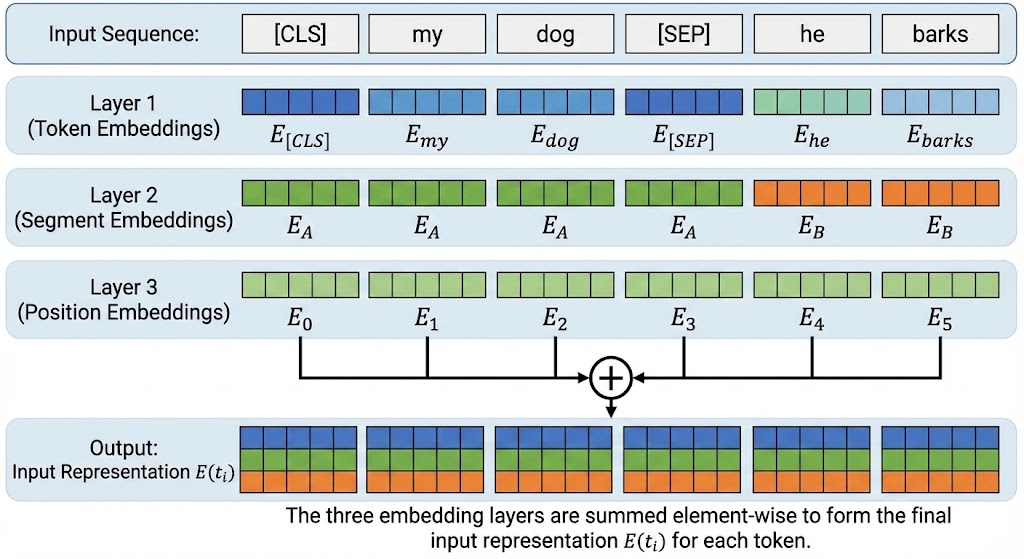 Input Sequence: [CLS] my dog [SEP] he barks
Layer 1
(Token Embeddings)
E[CLS] Emy Edog E[SEP] Ehe Ebarks
Layer 2
(Segment Embeddings)
EA EA EA EA EB EB
Layer 3
(Position Embeddings)
E0 E1 E2 E3 E4 E5
+
Output:
Input Representation E(ti)
The three embedding layers are summed element-wise to form the final
input representation E(ti) for each token.